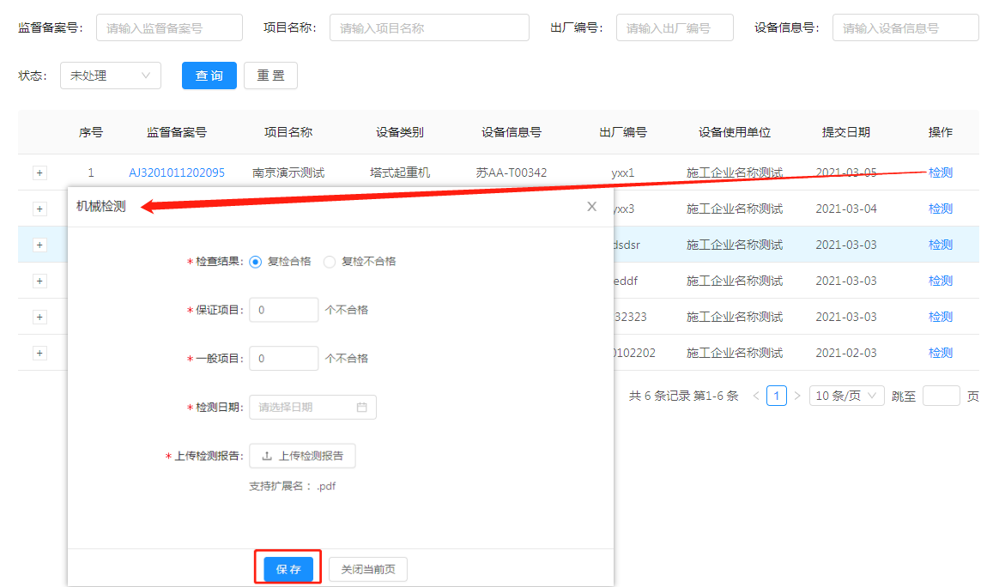 监督备案号: 请输入监督备案号 项目名称: 请输入项目名称 出厂编号: 请输入出厂编号 设备信息号: 请输入设备信息号
状态: 未处理 查 询 重 置
序号 监督备案号 项目名称 设备类别 设备信息号 出厂编号 设备使用单位 提交日期 操作
+ 1 AJ3201011202095 南京演示测试 塔式起重机 苏AA-T00342 yxx1 施工企业名称测试 2021-03-05 检测
+ yxx3 施工企业名称测试 2021-03-04 检测
+ dsdsr 施工企业名称测试 2021-03-03 检测
+ eddf 施工企业名称测试 2021-03-03 检测
+ 32323 施工企业名称测试 2021-03-03 检测
+ 0102202 施工企业名称测试 2021-02-03 检测
共 6 条记录 第1-6 条 < 1 > 10 条/页 跳至 页
机械检测 X
* 检查结果: 复检合格 复检不合格
* 保证项目: 0 个不合格
* 一般项目: 0 个不合格
* 检测日期: 请选择日期
* 上传检测报告: 上传检测报告
支持扩展名: .pdf
保 存 关闭当前页